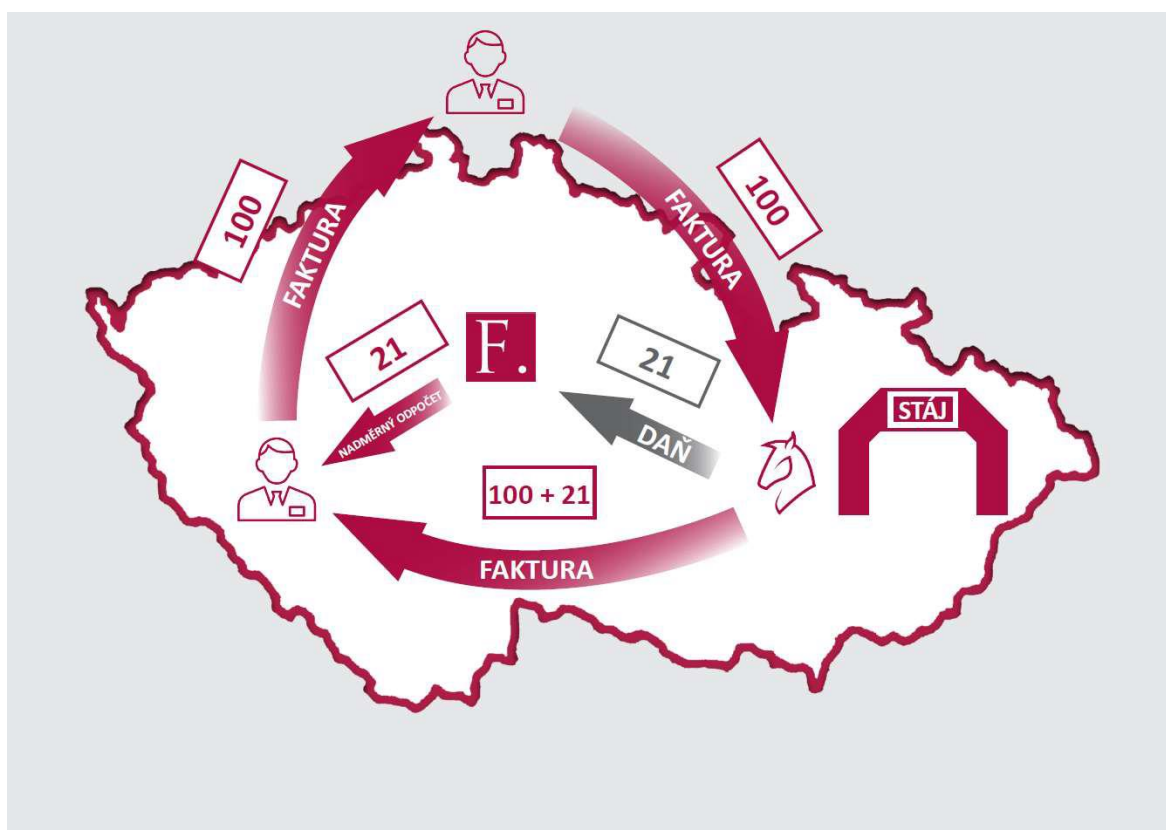 100
FAKTURA
FAKTURA
100
21
F.
21
NADMĚRNÝ ODPOČET
DAŇ
STÁJ
100 + 21
FAKTURA